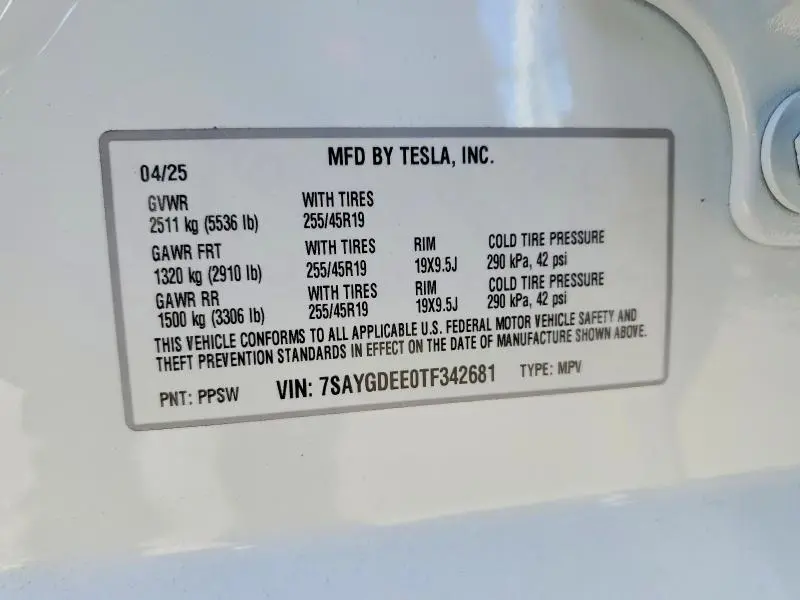 MFD BY TESLA, INC.
04/25
GVWR WITH TIRES
2511 kg (5536 lb) 255/45R19
GAWR FRT WITH TIRES RIM COLD TIRE PRESSURE
1320 kg (2910 lb) 255/45R19 19X9.5J 290 kPa, 42 psi
GAWR RR WITH TIRES RIM COLD TIRE PRESSURE
1500 kg (3306 lb) 255/45R19 19X9.5J 290 kPa, 42 psi
THIS VEHICLE CONFORMS TO ALL APPLICABLE U.S. FEDERAL MOTOR VEHICLE SAFETY AND
THEFT PREVENTION STANDARDS IN EFFECT ON THE DATE OF MANUFACTURE SHOWN ABOVE.
PNT: PPSW VIN: 7SAYGDEE0TF342681 TYPE: MPV